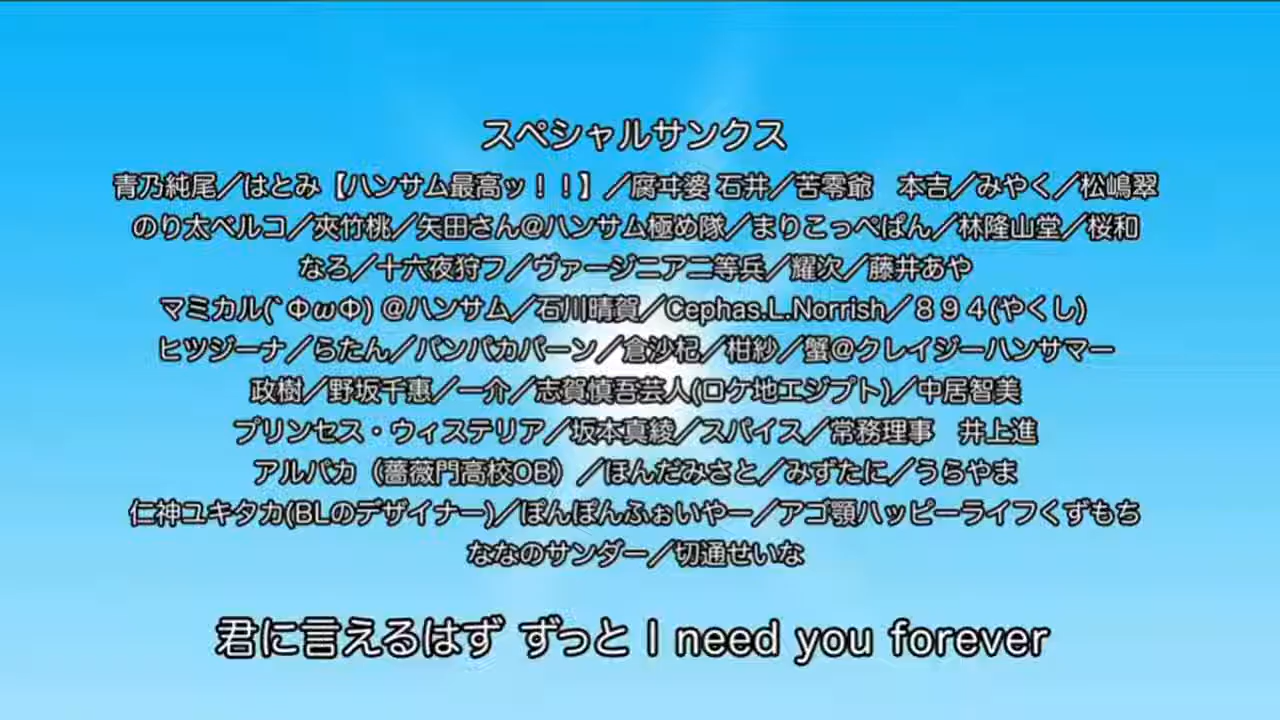 スペシャルサンクス
青乃純尾／はとみ【ハンサム最高ッ！！】／腐ヰ婆 石井／苦零爺　本吉／みやく／松嶋翠
のり太ベルコ／夾竹桃／矢田さん@ハンサム極め隊／まりこっぺぱん／林隆山堂／桜和
なろ／十六夜狩フ／ヴァージニア二等兵／耀次／藤井あや
マミカル(`ΦωΦ) @ハンサム／石川晴賀／Cephas.L.Norrish／８９４(やくし)
ヒツジーナ／らたん／パンパカパーン／倉沙杞／柑紗／蟹@クレイジーハンサマー
政樹／野坂千惠／一介／志賀慎吾芸人(ロケ地エジプト)／中居智美
プリンセス・ウィステリア／坂本真綾／スパイス／常務理事　井上進
アルパカ（薔薇門高校OB）／ほんだみさと／みずたに／うらやま
仁神ユキタカ(BLのデザイナー)／ぽんぽんふぉいやー／アゴ顎ハッピーライフくずもち
ななのサンダー／切通せいな
君に言えるはず ずっと I need you forever